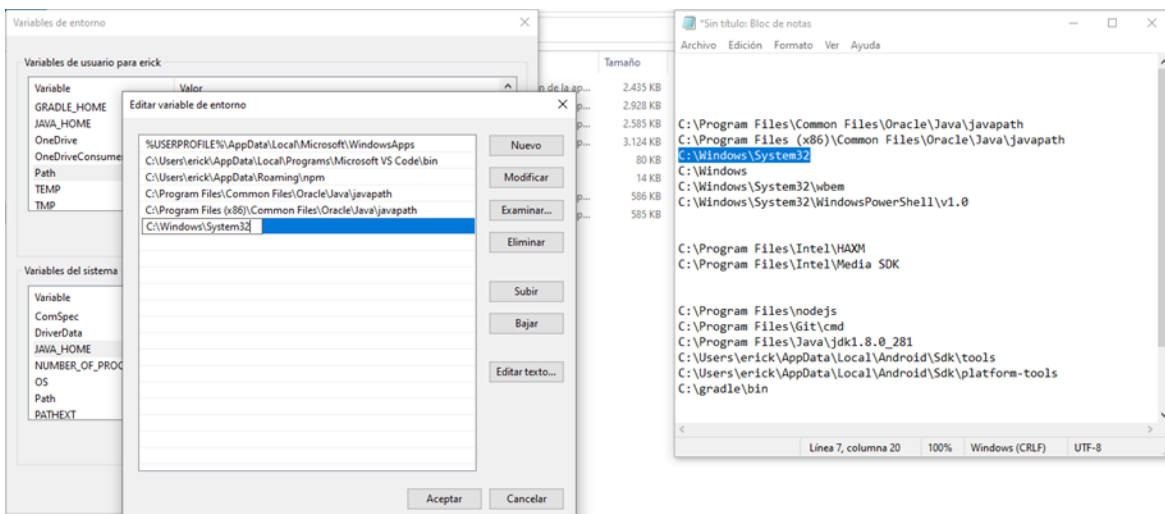 Variables de entorno
Variables de usuario para erick
Variable Valor
GRADLE_HOME
JAVA_HOME
OneDrive
OneDriveConsume
Path
TEMP
TMP
Variables del sistema
Variable
ComSpec
DriverData
JAVA_HOME
NUMBER_OF_PROC
OS
Path
PATHEXT
Editar variable de entorno
%USERPROFILE%\AppData\Local\Microsoft\WindowsApps
C:\Users\erick\AppData\Local\Programs\Microsoft VS Code\bin
C:\Users\erick\AppData\Roaming\npm
C:\Program Files\Common Files\Oracle\Java\javapath
C:\Program Files (x86)\Common Files\Oracle\Java\javapath
C:\Windows\System32
Nuevo
Modificar
Examinar...
Eliminar
Subir
Bajar
Editar texto...
Aceptar Cancelar
Tamaño
n de la ap... 2.435 KB
p... 2.928 KB
p... 2.585 KB
p... 3.124 KB
80 KB
14 KB
p... 586 KB
p... 585 KB
*Sin título: Bloc de notas
Archivo Edición Formato Ver Ayuda
C:\Program Files\Common Files\Oracle\Java\javapath
C:\Program Files (x86)\Common Files\Oracle\Java\javapath
C:\Windows\System32
C:\Windows
C:\Windows\System32\wbem
C:\Windows\System32\WindowsPowerShell\v1.0
C:\Program Files\Intel\HAXM
C:\Program Files\Intel\Media SDK
C:\Program Files\nodejs
C:\Program Files\Git\cmd
C:\Program Files\Java\jdk1.8.0_281
C:\Users\erick\AppData\Local\Android\Sdk\tools
C:\Users\erick\AppData\Local\Android\Sdk\platform-tools
C:\gradle\bin
Línea 7, columna 20 100% Windows (CRLF) UTF-8